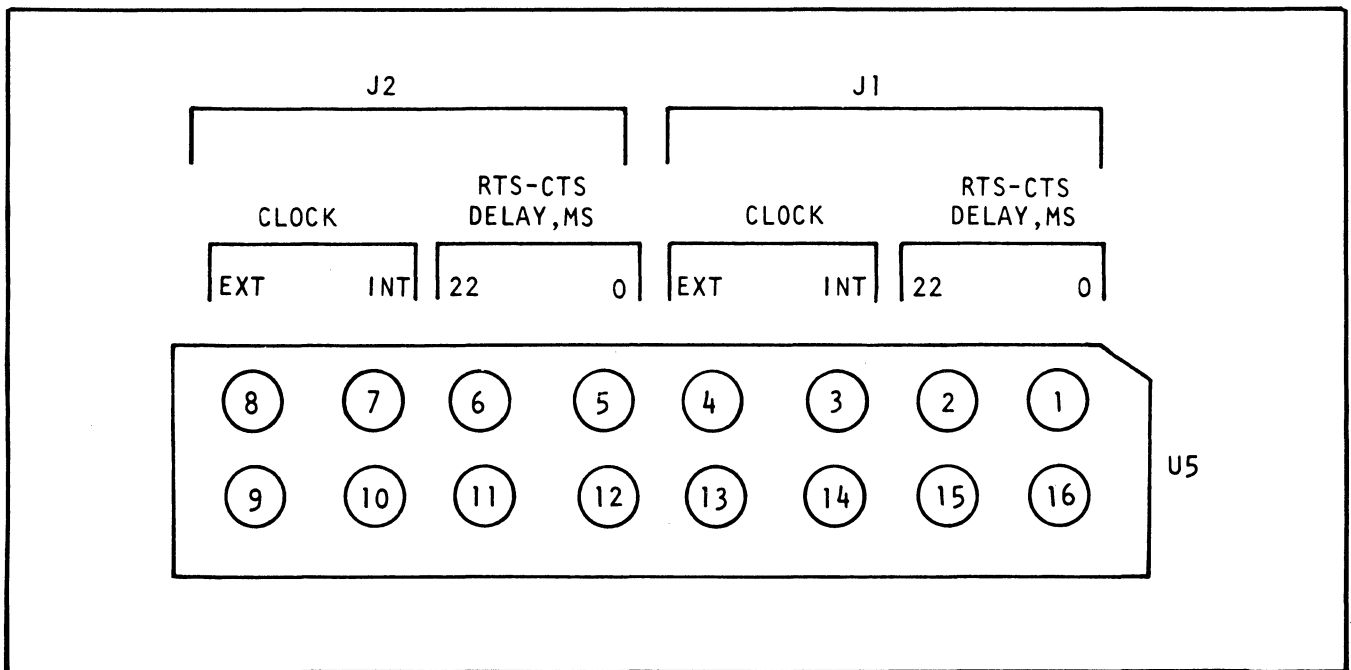 J2 J1
RTS-CTS RTS-CTS
CLOCK DELAY,MS CLOCK DELAY,MS
EXT INT 22 0 EXT INT 22 0
8 7 6 5 4 3 2 1
U5
9 10 11 12 13 14 15 16